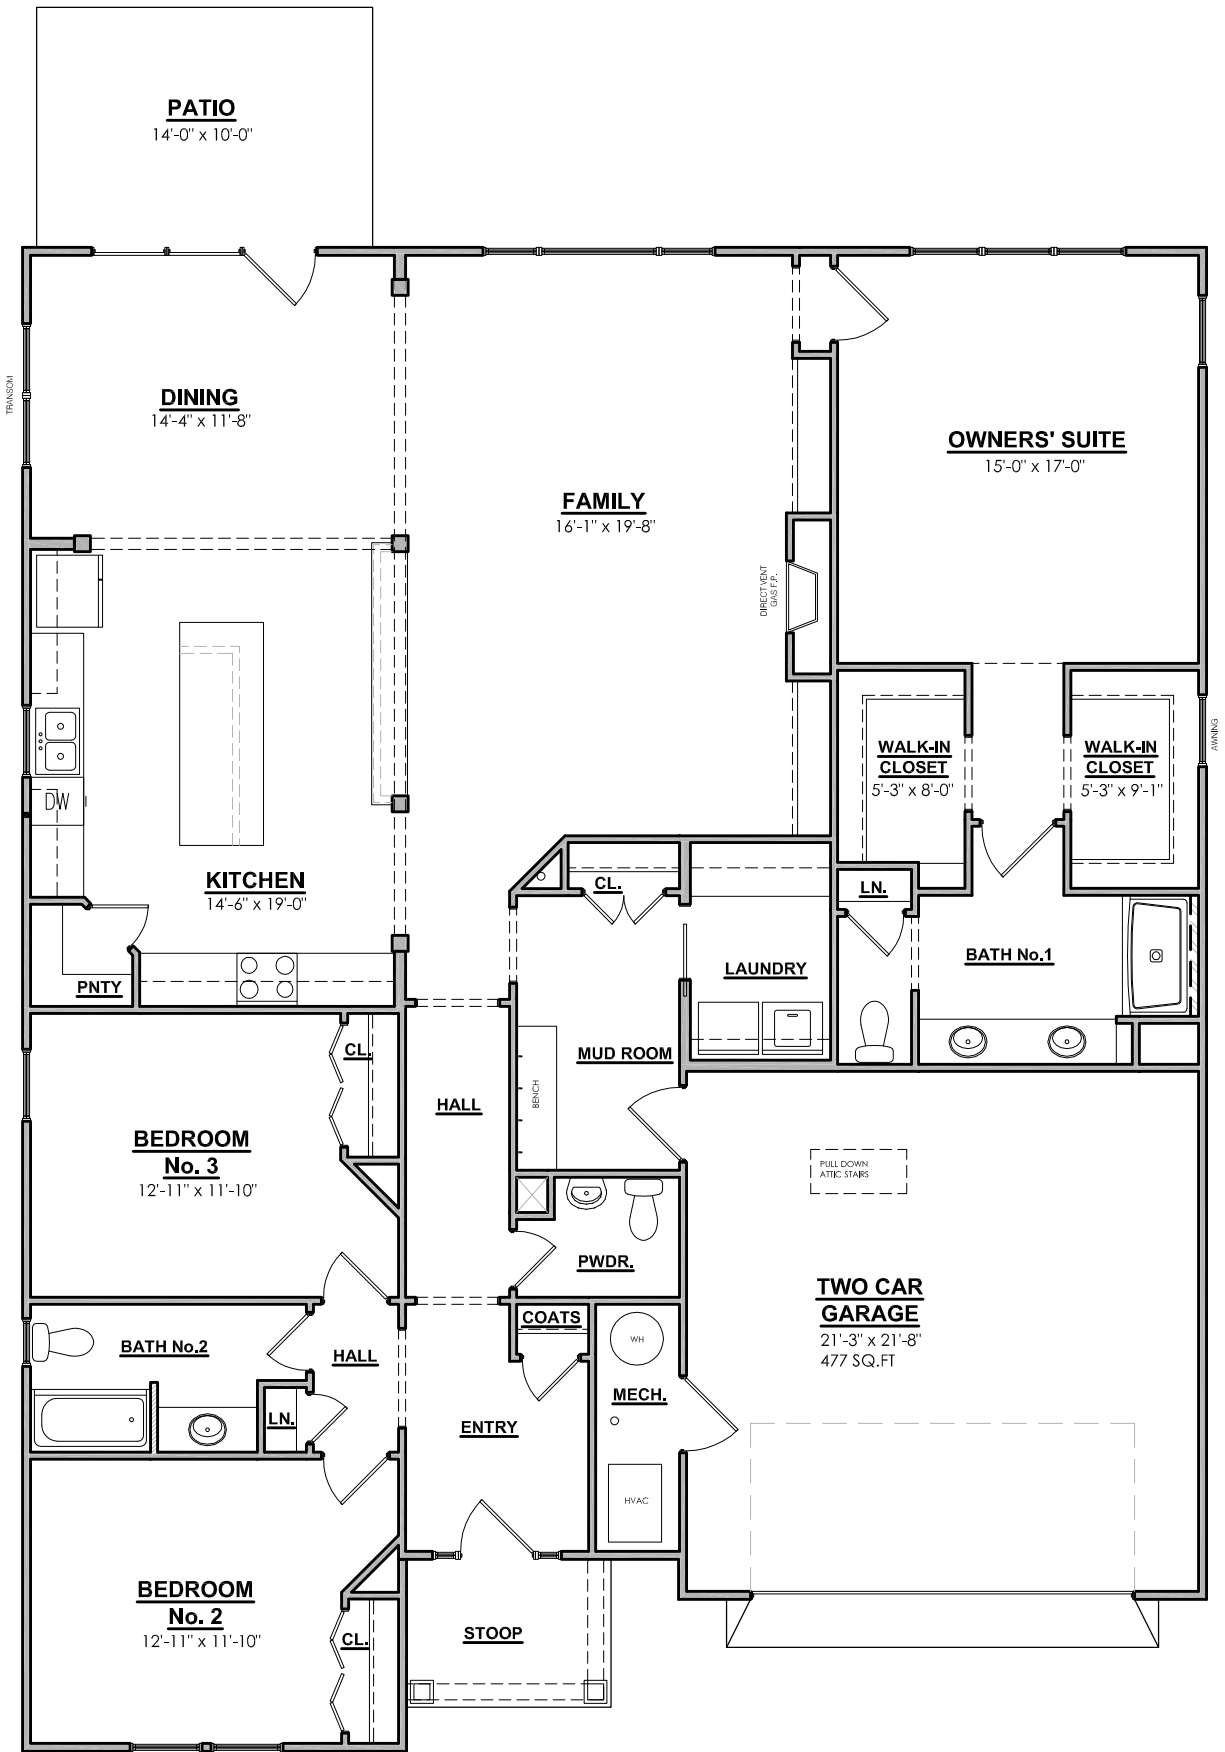 PATIO
14'-0" x 10'-0"
TRANSOM
DINING
14'-4" x 11'-8"
OWNERS' SUITE
15'-0" x 17'-0"
FAMILY
16'-1" x 19'-8"
DIRECT VENT
GAS F.P.
WALK-IN
CLOSET
5'-3" x 8'-0"
WALK-IN
CLOSET
5'-3" x 9'-1"
AWNING
DW
KITCHEN
14'-6" x 19'-0"
CL.
LN.
PNTY
LAUNDRY
BATH No.1
CL.
MUD ROOM
BENCH
HALL
BEDROOM
No. 3
12'-11" x 11'-10"
PULL DOWN
ATTIC STAIRS
PWDR.
TWO CAR
GARAGE
21'-3" x 21'-8"
477 SQ.FT
COATS
WH
BATH No.2
HALL
MECH.
LN.
ENTRY
HVAC
BEDROOM
No. 2
12'-11" x 11'-10"
CL.
STOOP